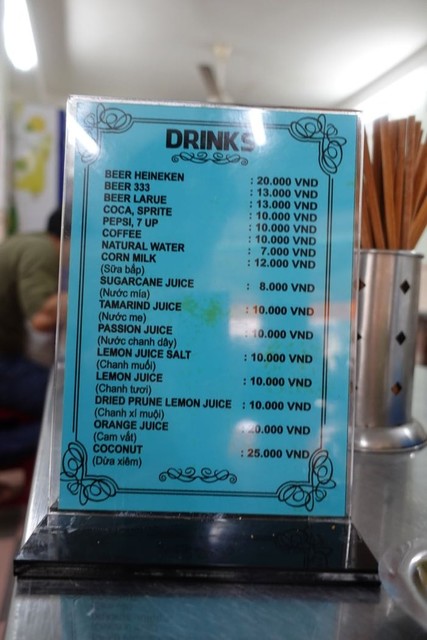 DRINKS
BEER HEINEKEN : 20.000 VND
BEER 333 : 13.000 VND
BEER LARUE : 13.000 VND
COCA, SPRITE : 10.000 VND
PEPSI, 7 UP : 10.000 VND
COFFEE : 10.000 VND
NATURAL WATER : 7.000 VND
CORN MILK : 12.000 VND
(Sữa bắp)
SUGARCANE JUICE : 8.000 VND
(Nước mía)
TAMARIND JUICE : 10.000 VND
(Nước me)
PASSION JUICE : 10.000 VND
(Nước chanh dây)
LEMON JUICE SALT : 10.000 VND
(Chanh muối)
LEMON JUICE : 10.000 VND
(Chanh tươi)
DRIED PRUNE LEMON JUICE : 10.000 VND
(Chanh xí muội)
ORANGE JUICE : 20.000 VND
(Cam vắt)
COCONUT : 25.000 VND
(Dừa xiêm)